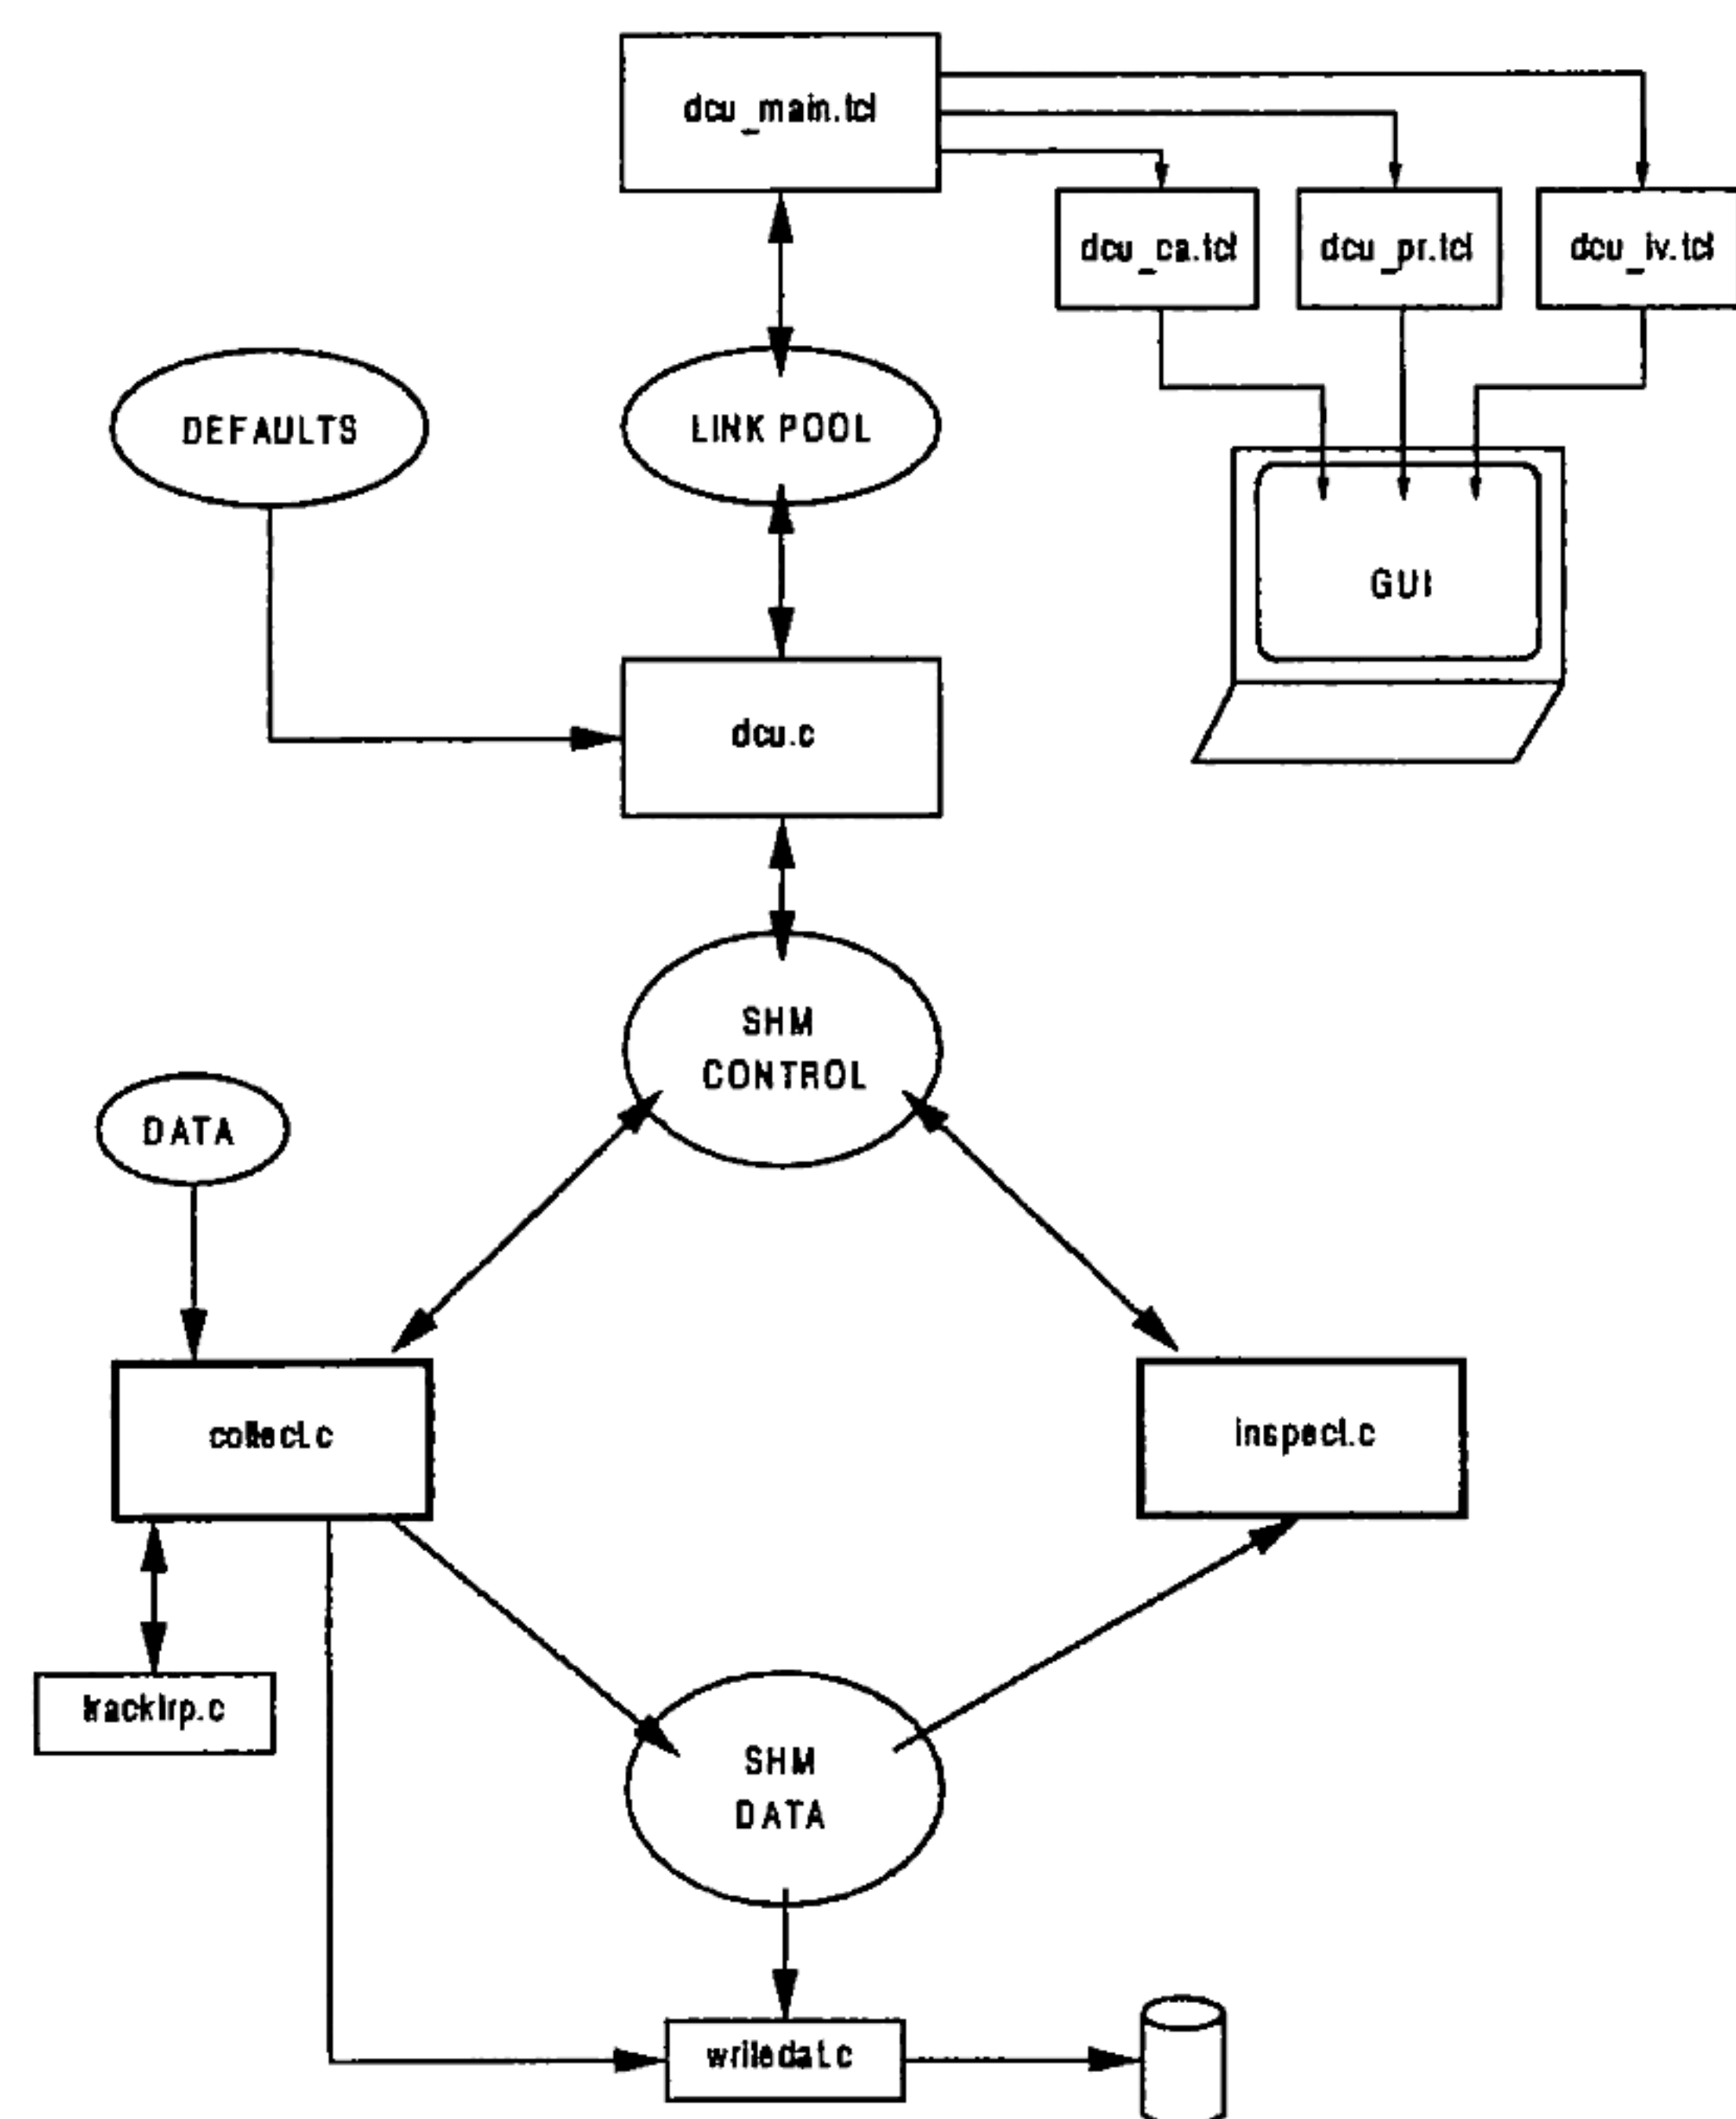 dcu_main.tcl
dcu_ca.tcl
dcu_pr.tcl
dcu_iv.tcl
DEFAULTS
LINK POOL
GUI
dcu.c
SHM
CONTROL
DATA
collect.c
inspect.c
tracktrp.c
SHM
DATA
writedat.c